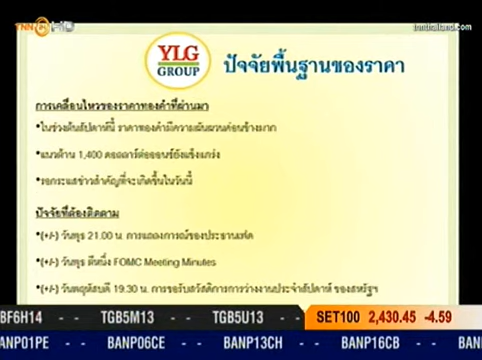 TNN 24 HD
tnnthailand.com
YLG GROUP
ปัจจัยพื้นฐานของราคา
การเคลื่อนไหวของราคาทองคำที่ผ่านมา
•ในช่วงต้นสัปดาห์นี้ ราคาทองคำมีความผันผวนค่อนข้างมาก
•แนวต้าน 1,400 ดอลลาร์ต่อออนซ์ยังแข็งแกร่ง
•รอกระแสข่าวสำคัญที่จะเกิดขึ้นในวันนี้
ปัจจัยที่ต้องติดตาม
•(+/-) วันพุธ 21.00 น. การแถลงการณ์ของประธานเฟด
•(+/-) วันพุธ ตีหนึ่ง FOMC Meeting Minutes
•(+/-) วันพฤหัสบดี 19.30 น. การขอรับสวัสดิการการว่างงานประจำสัปดาห์ ของสหรัฐฯ
BF6H14 - - TGB5M13 - - TGB5U13 - - SET100 2,430.45 -4.59
ANP01PE - - BANP06CE - - BANP13CH - - BANP16CB - - BAN